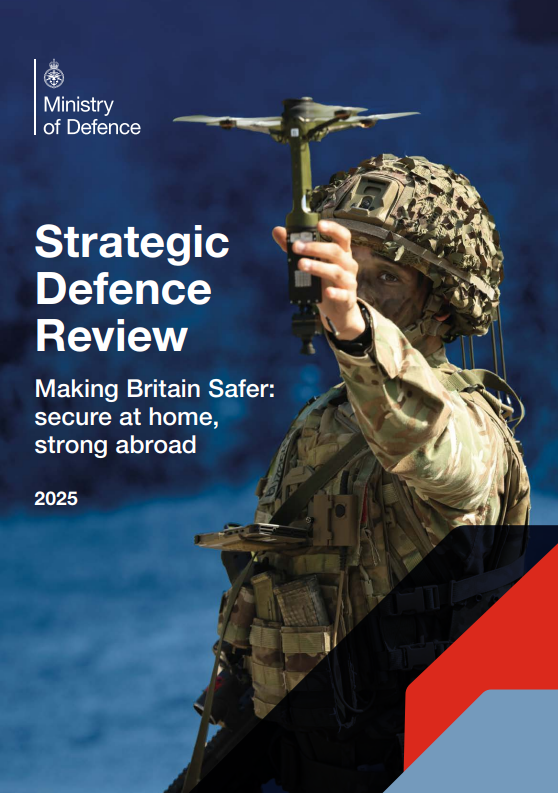 Ministry
of Defence
Strategic
Defence
Review
Making Britain Safer:
secure at home,
strong abroad
2025